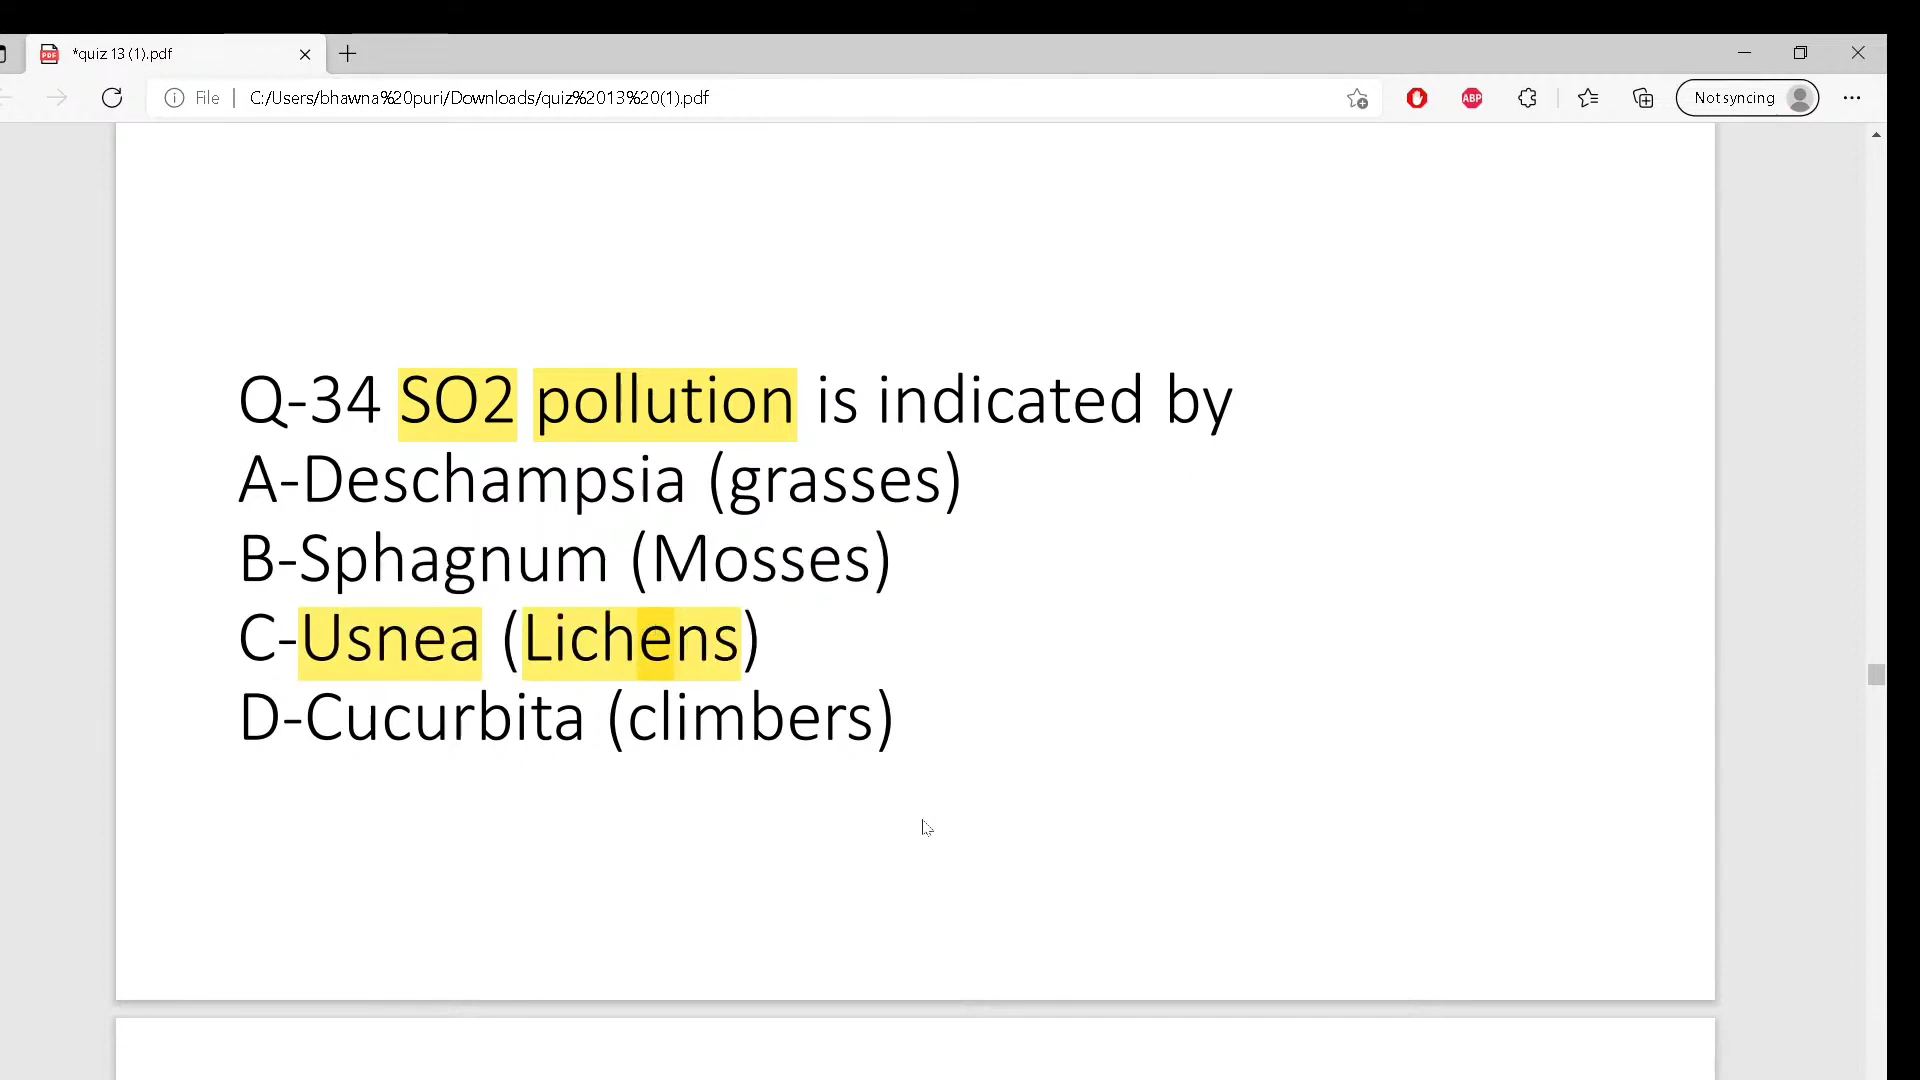 *quiz 13 (1).pdf
File
C:/Users/bhawna%20puri/Downloads/quiz%2013%20(1).pdf
ABP
Not syncing
Q-34 SO2 pollution is indicated by
A-Deschampsia (grasses)
B-Sphagnum (Mosses)
C-Usnea (Lichens)
D-Cucurbita (climbers)